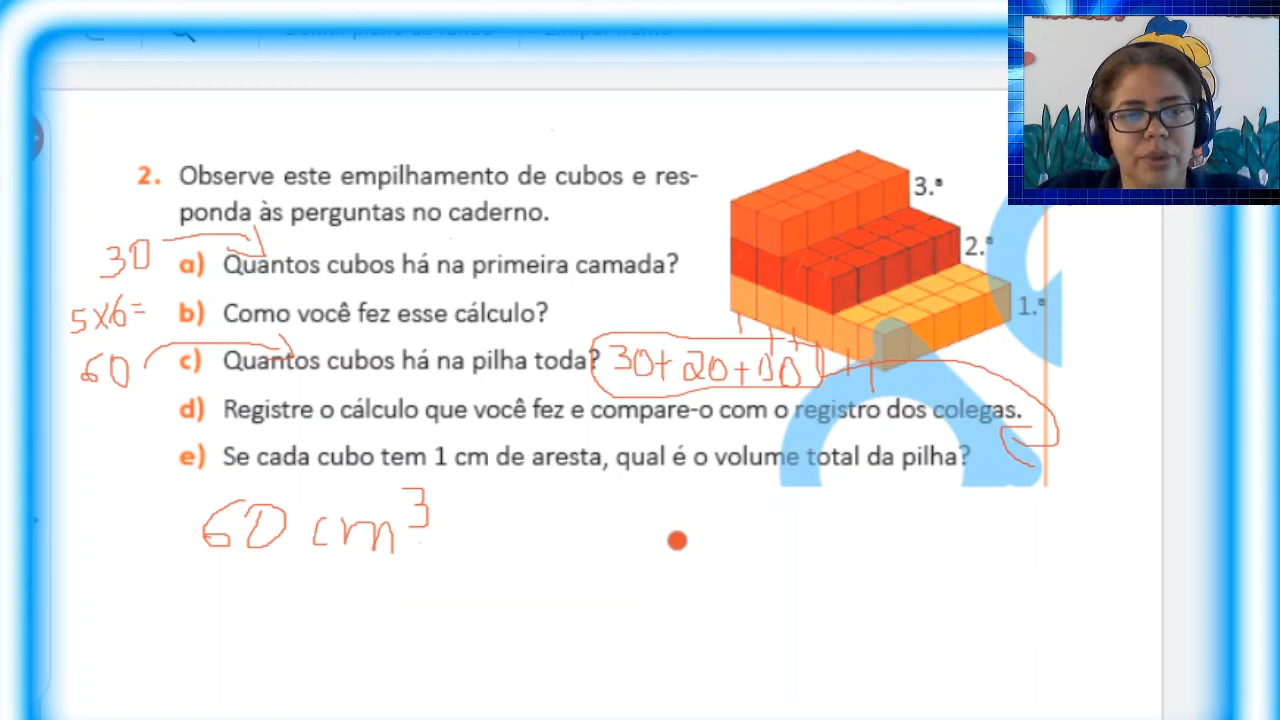 2. Observe este empilhamento de cubos e res-
ponda às perguntas no caderno.
3.ª
2.ª
1.ª
30 a) Quantos cubos há na primeira camada?
5x6= b) Como você fez esse cálculo?
60 c) Quantos cubos há na pilha toda? 30+20+10
d) Registre o cálculo que você fez e compare-o com o registro dos colegas.
e) Se cada cubo tem 1 cm de aresta, qual é o volume total da pilha?
60 cm³